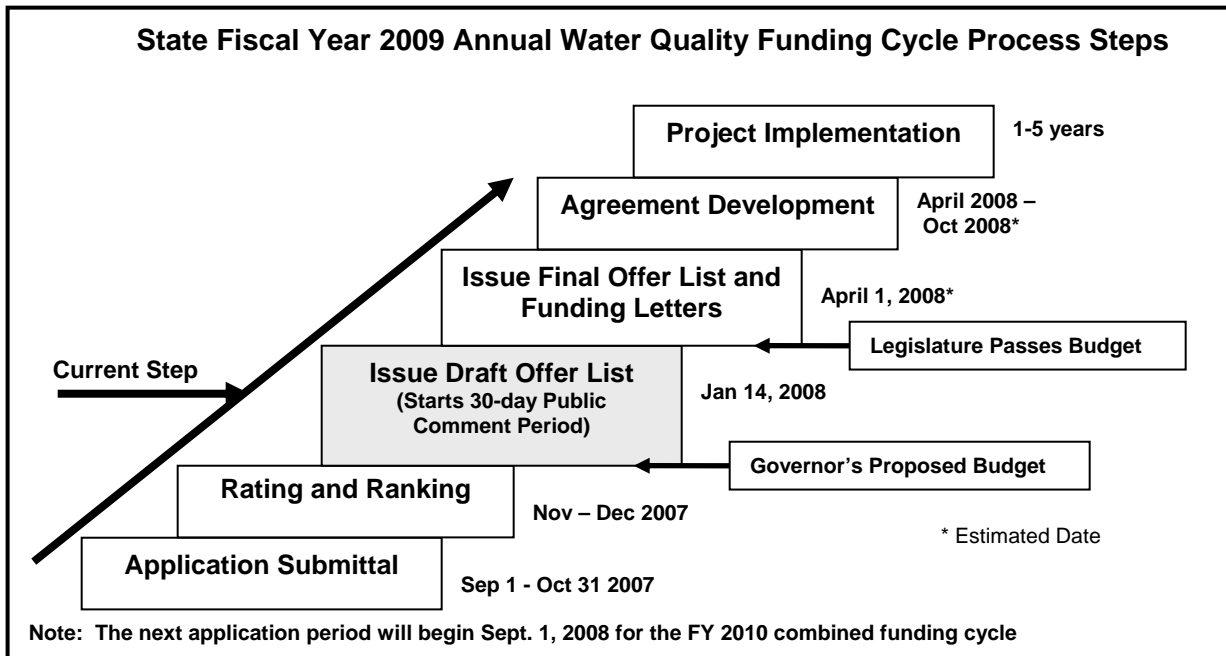 State Fiscal Year 2009 Annual Water Quality Funding Cycle Process Steps
Project Implementation
1-5 years
Agreement Development
April 2008 –
Oct 2008*
Issue Final Offer List and
Funding Letters
April 1, 2008*
Legislature Passes Budget
Current Step
Issue Draft Offer List
(Starts 30-day Public
Comment Period)
Jan 14, 2008
Governor's Proposed Budget
Rating and Ranking
Nov – Dec 2007
* Estimated Date
Application Submittal
Sep 1 - Oct 31 2007
Note: The next application period will begin Sept. 1, 2008 for the FY 2010 combined funding cycle